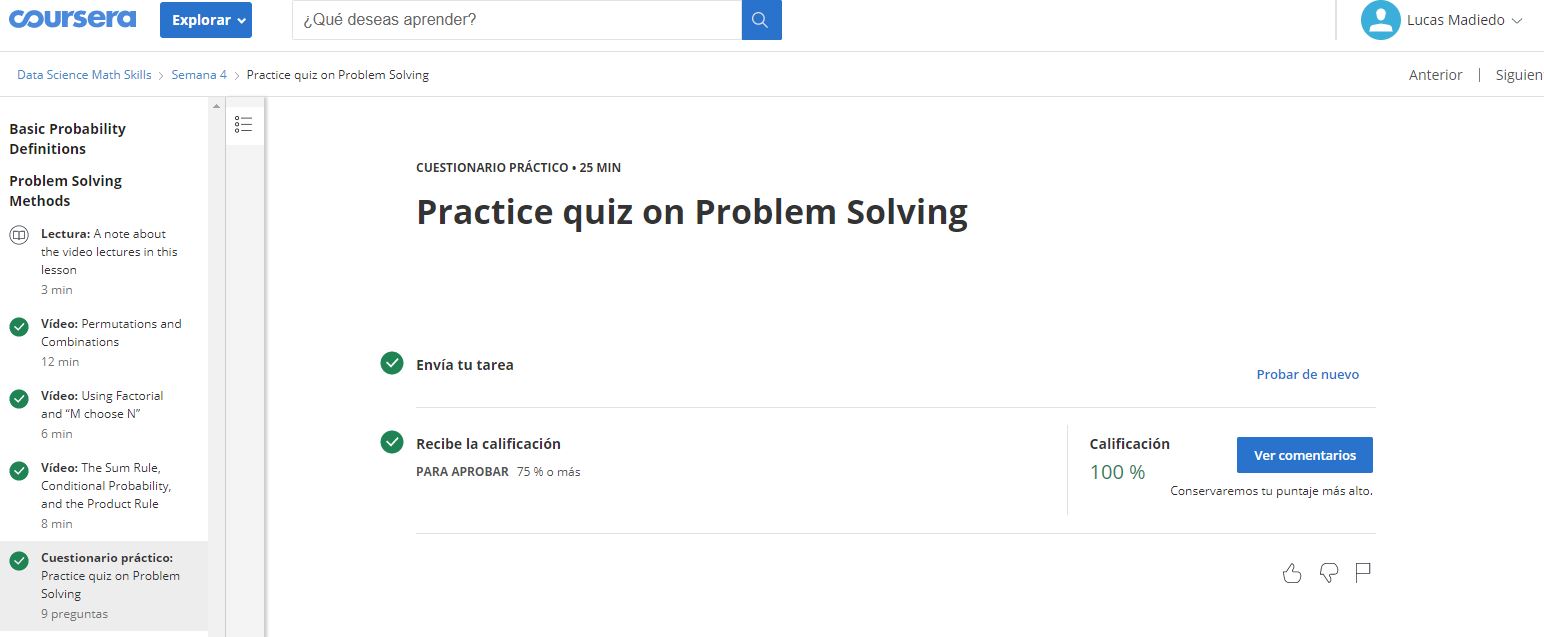 coursera
Explorar
¿Qué deseas aprender?
Lucas Madiedo
Data Science Math Skills > Semana 4 > Practice quiz on Problem Solving
Anterior | Siguien
Basic Probability
Definitions
Problem Solving
Methods
Lectura: A note about
the video lectures in this
lesson
3 min
Vídeo: Permutations and
Combinations
12 min
Vídeo: Using Factorial
and “M choose N”
6 min
Vídeo: The Sum Rule,
Conditional Probability,
and the Product Rule
8 min
Cuestionario práctico:
Practice quiz on Problem
Solving
9 preguntas
CUESTIONARIO PRÁCTICO • 25 MIN
Practice quiz on Problem Solving
Envía tu tarea
Probar de nuevo
Recibe la calificación
PARA APROBAR 75 % o más
Calificación
100 %
Ver comentarios
Conservaremos tu puntaje más alto.